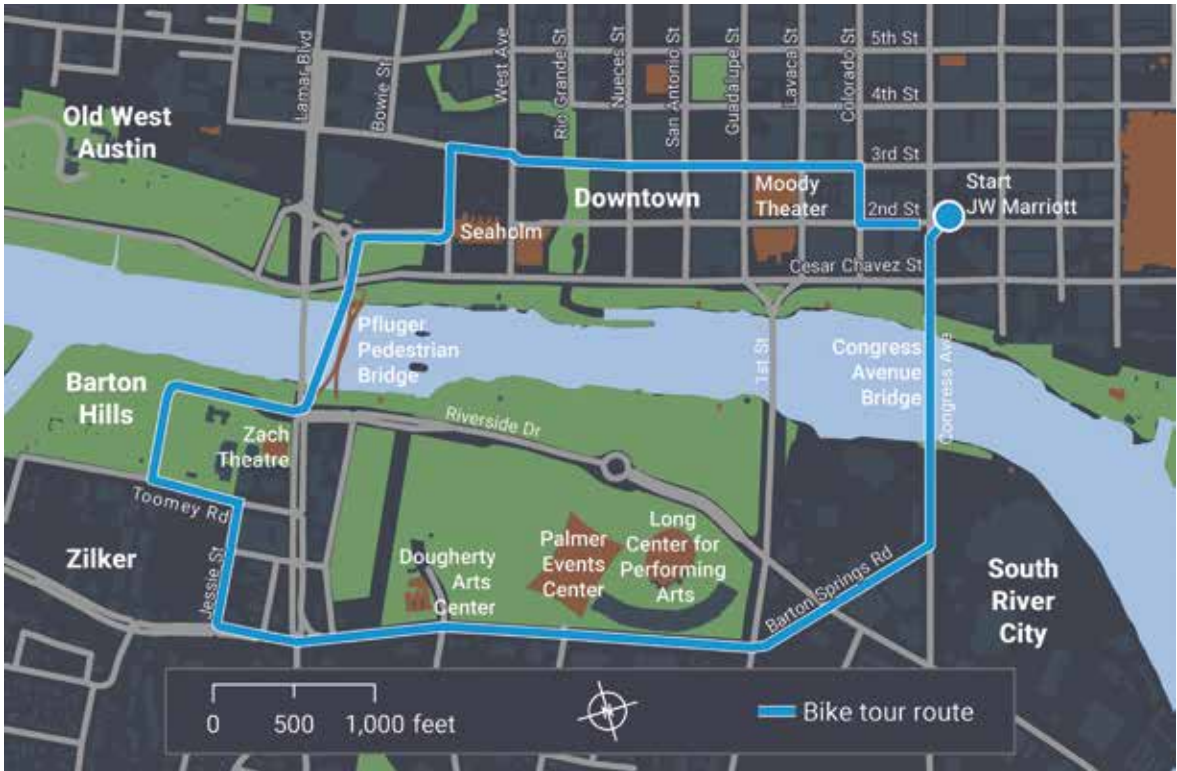 5th St
4th St
3rd St
2nd St
Lamar Blvd
Bowie St
West Ave
Rio Grande St
Nueces St
San Antonio St
Guadalupe St
Lavaca St
Colorado St
Old West
Austin
Downtown
Moody
Theater
Start
JW Marriott
Seaholm
Cesar Chavez St
Pfluger
Pedestrian
Bridge
1st St
Congress
Avenue
Bridge
Congress Ave
Barton
Hills
Zach
Theatre
Riverside Dr
Toomey Rd
Zilker
Jessie St
Dougherty
Arts
Center
Palmer
Events
Center
Long
Center for
Performing
Arts
Barton Springs Rd
South
River
City
0 500 1,000 feet
Bike tour route